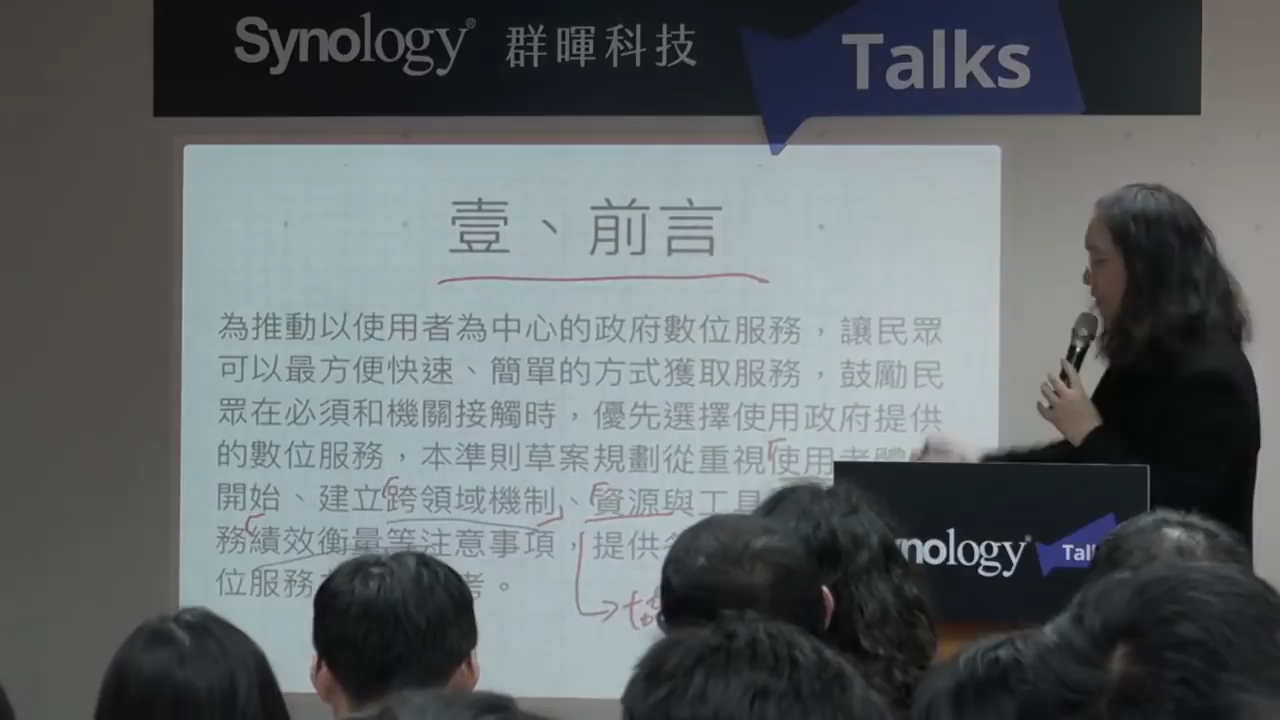 Synology® 群暉科技
Talks
壹、前言
為推動以使用者為中心的政府數位服務，讓民眾
可以最方便快速、簡單的方式獲取服務，鼓勵民
眾在必須和機關接觸時，優先選擇使用政府提供
的數位服務，本準則草案規劃從重視使用者體
開始、建立跨領域機制、資源與工具
務績效衡量等注意事項，提供各
位服務 考。
nology® Talk